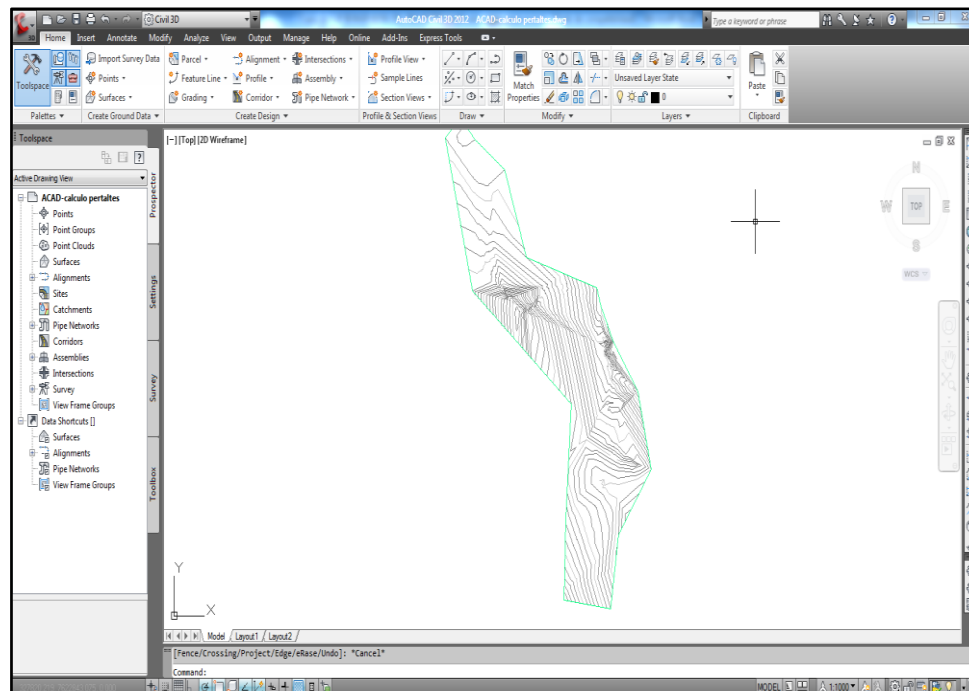 Civil 3D AutoCAD Civil 3D 2012 ACAD-calculo pertaltes.dwg Type a keyword or phrase
Home Insert Annotate Modify Analyze View Output Manage Help Online Add-Ins Express Tools
Import Survey Data Parcel Alignment Intersections Profile View
Toolspace Points Feature Line Profile Assembly Sample Lines Match Properties Unsaved Layer State Paste
Surfaces Grading Corridor Pipe Network Section Views 0
Palettes Create Ground Data Create Design Profile & Section Views Draw Modify Layers Clipboard
Toolspace
[−] [Top] [2D Wireframe]
Active Drawing View
ACAD-calculo pertaltes
Points
Point Groups
Point Clouds
Surfaces
Alignments
Sites
Catchments
Pipe Networks
Corridors
Assemblies
Intersections
Survey
View Frame Groups
Data Shortcuts []
Surfaces
Alignments
Pipe Networks
View Frame Groups
Prospector
Settings
Survey
Toolbox
N
W TOP E
S
WCS
Y
X
Model Layout1 Layout2
[Fence/Crossing/Project/Edge/eRase/Undo]: *Cancel*
Command:
MODEL 1:1000